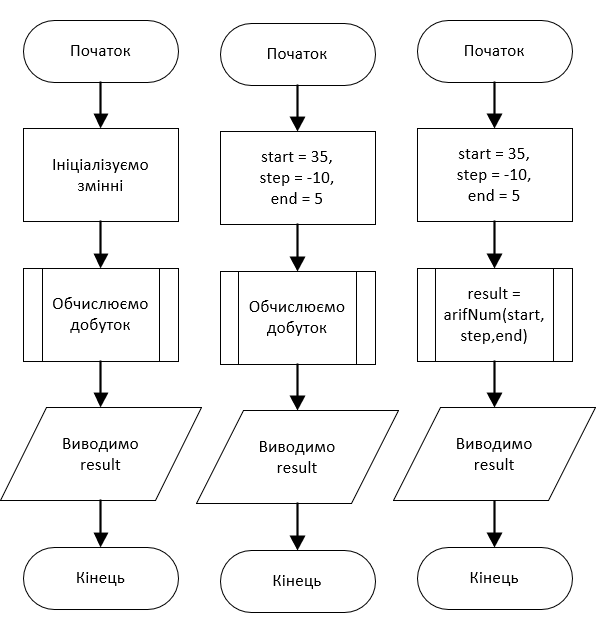 Початок
Ініціалізуємо
змінні
Обчислюємо
добуток
Виводимо
result
Кінець
Початок
start = 35,
step = -10,
end = 5
Обчислюємо
добуток
Виводимо
result
Кінець
Початок
start = 35,
step = -10,
end = 5
result =
arifNum(start,
step,end)
Виводимо
result
Кінець